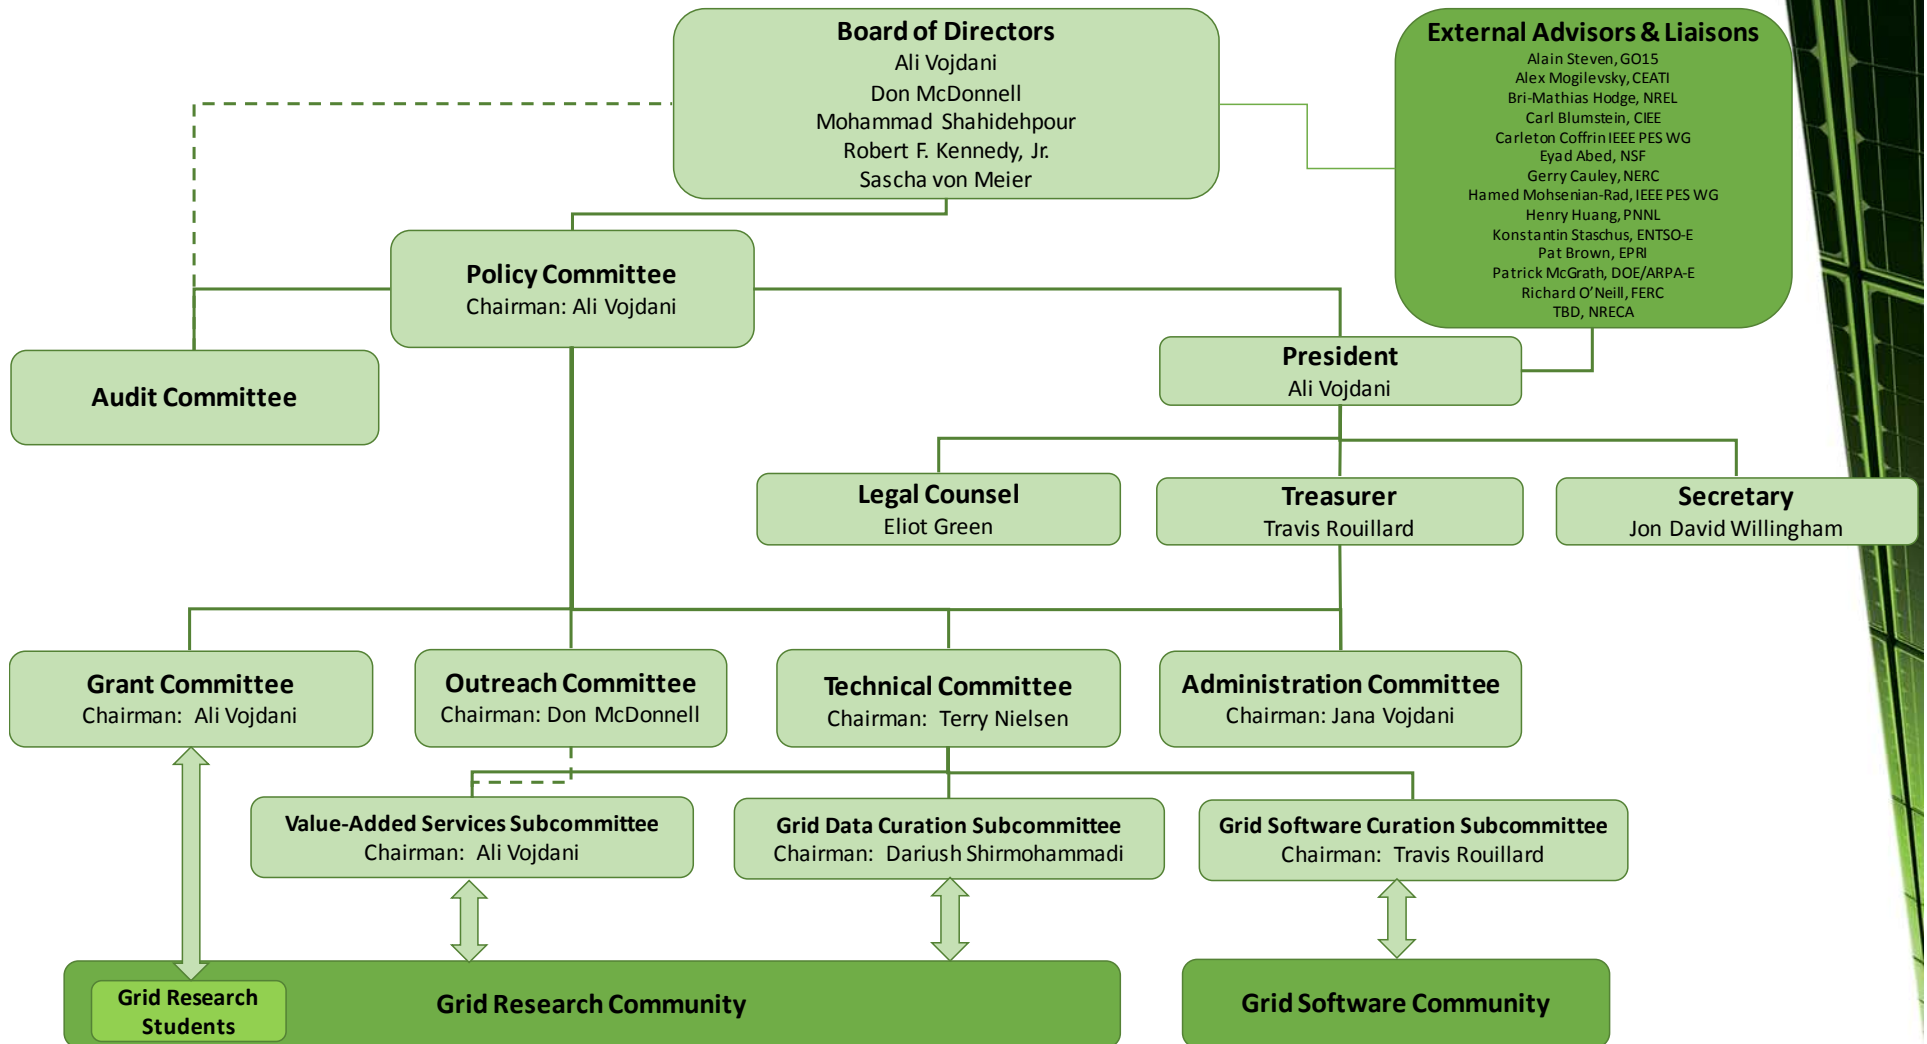 Board of Directors
Ali Vojdani
Don McDonnell
Mohammad Shahidehpour
Robert F. Kennedy, Jr.
Sascha von Meier
External Advisors & Liaisons
Alain Steven, GO15
Alex Mogilevsky, CEATI
Bri-Mathias Hodge, NREL
Carl Blumstein, CIEE
Carleton Coffrin IEEE PES WG
Eyad Abed, NSF
Gerry Cauley, NERC
Hamed Mohsenian-Rad, IEEE PES WG
Henry Huang, PNNL
Konstantin Staschus, ENTSO-E
Pat Brown, EPRI
Patrick McGrath, DOE/ARPA-E
Richard O'Neill, FERC
TBD, NRECA
Policy Committee
Chairman: Ali Vojdani
Audit Committee
President
Ali Vojdani
Legal Counsel
Eliot Green
Treasurer
Travis Rouillard
Secretary
Jon David Willingham
Grant Committee
Chairman: Ali Vojdani
Outreach Committee
Chairman: Don McDonnell
Technical Committee
Chairman: Terry Nielsen
Administration Committee
Chairman: Jana Vojdani
Value-Added Services Subcommittee
Chairman: Ali Vojdani
Grid Data Curation Subcommittee
Chairman: Dariush Shirmohammadi
Grid Software Curation Subcommittee
Chairman: Travis Rouillard
Grid Research
Students
Grid Research Community
Grid Software Community